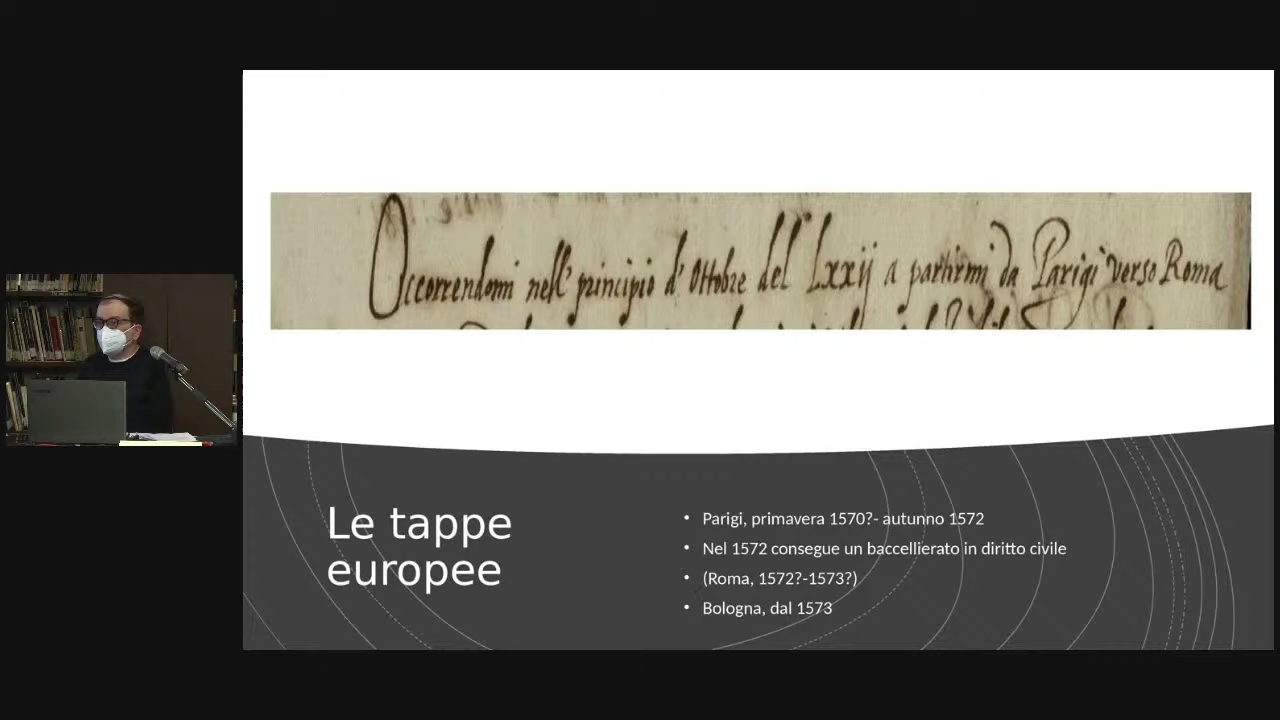 Occorrendomi nell' principio d' Ottobre del Lxxij a partirmi da Parigi verso Roma
Le tappe
europee
• Parigi, primavera 1570?- autunno 1572
• Nel 1572 consegue un baccellierato in diritto civile
• (Roma, 1572?-1573?)
• Bologna, dal 1573